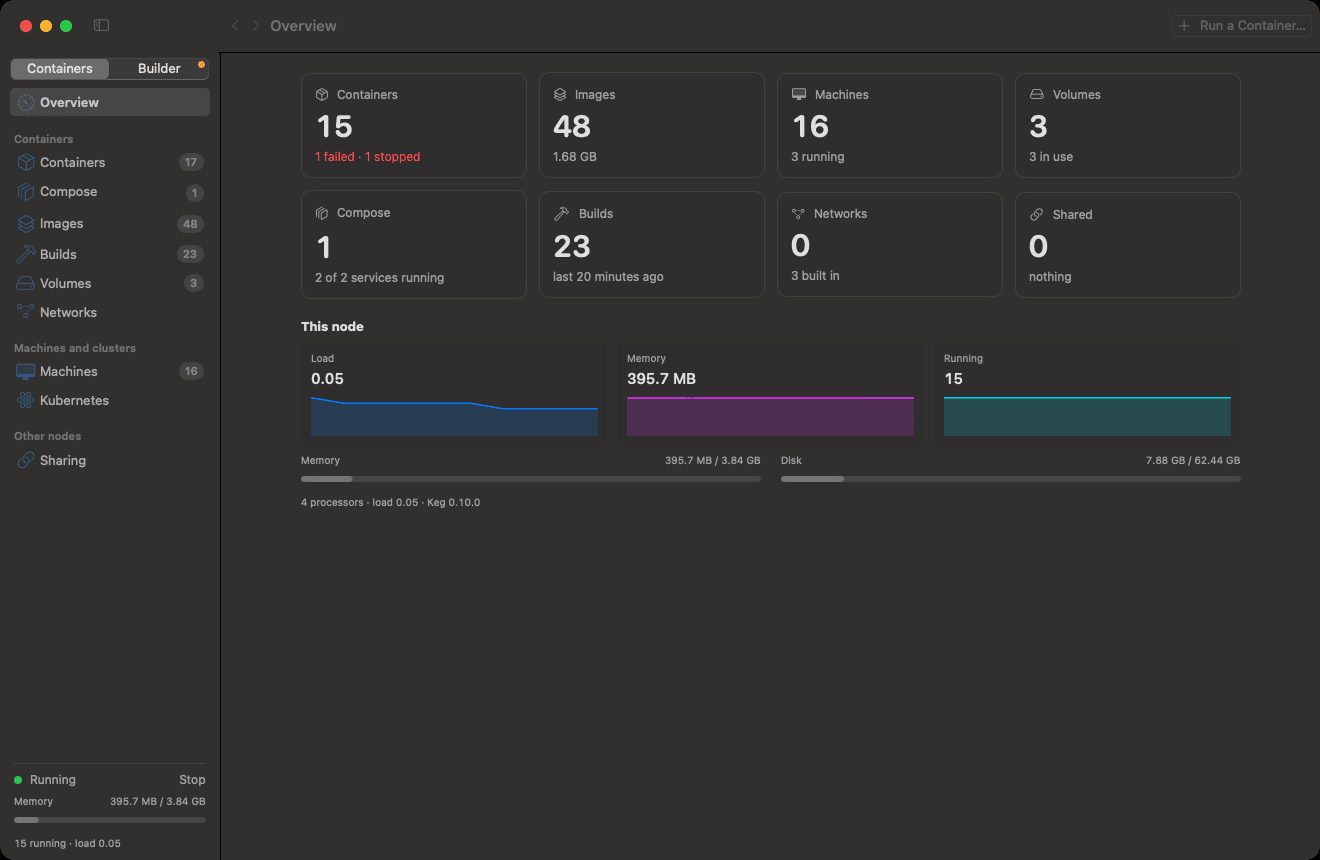 Overview
Run a Container...
Containers
Builder
Overview
Containers
Containers 17
Compose 1
Images 48
Builds 23
Volumes 3
Networks
Machines and clusters
Machines 16
Kubernetes
Other nodes
Sharing
Running
Stop
Memory 395.7 MB / 3.84 GB
15 running · load 0.05
Containers
15
1 failed · 1 stopped
Images
48
1.68 GB
Machines
16
3 running
Volumes
3
3 in use
Compose
1
2 of 2 services running
Builds
23
last 20 minutes ago
Networks
0
3 built in
Shared
0
nothing
This node
Load
0.05
Memory
395.7 MB
Running
15
Memory 395.7 MB / 3.84 GB
Disk 7.88 GB / 62.44 GB
4 processors · load 0.05 · Keg 0.10.0